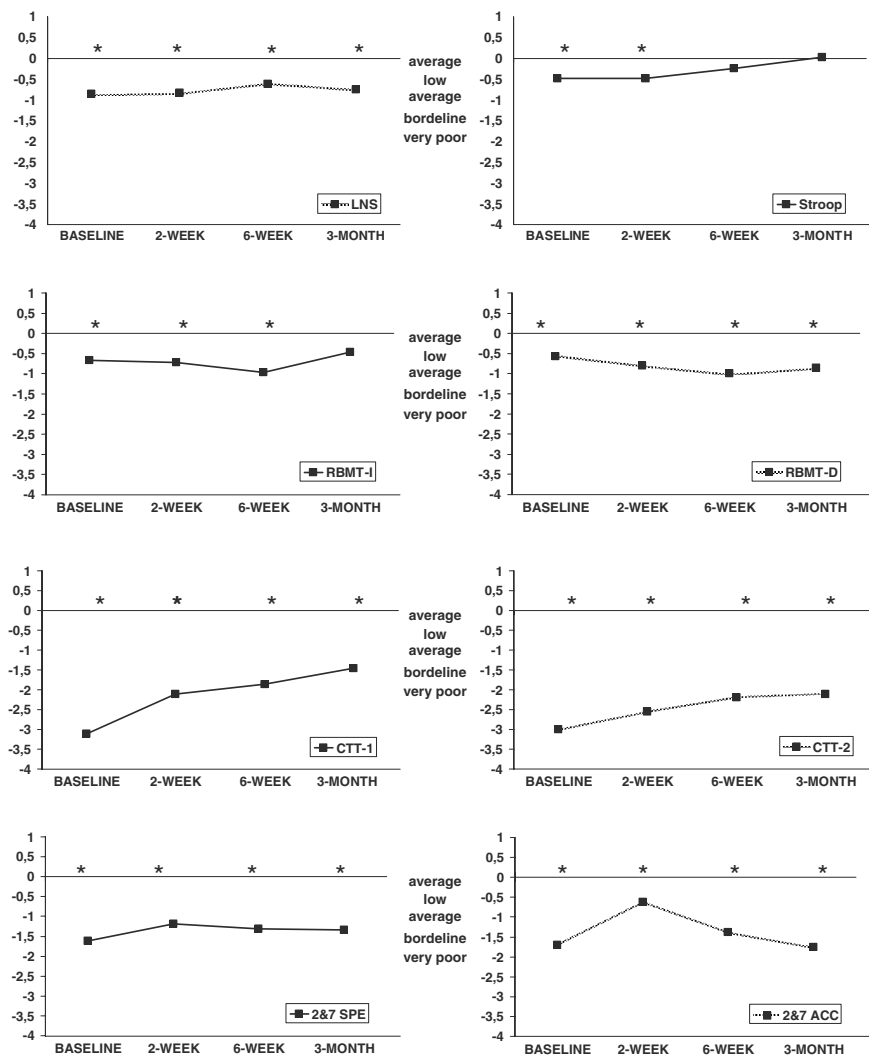 1
0,5
0
-0,5
-1
-1,5
-2
-2,5
-3
-3,5
-4
* * * *
LNS
BASELINE 2-WEEK 6-WEEK 3-MONTH
average
low
average
bordeline
very poor
1
0,5
0
-0,5
-1
-1,5
-2
-2,5
-3
-3,5
-4
* *
Stroop
BASELINE 2-WEEK 6-WEEK 3-MONTH
1
0,5
0
-0,5
-1
-1,5
-2
-2,5
-3
-3,5
-4
* * *
RBMT-I
BASELINE 2-WEEK 6-WEEK 3-MONTH
average
low
average
bordeline
very poor
1
0,5
0
-0,5
-1
-1,5
-2
-2,5
-3
-3,5
-4
* * * *
RBMT-D
BASELINE 2-WEEK 6-WEEK 3-MONTH
1
0,5
0
-0,5
-1
-1,5
-2
-2,5
-3
-3,5
-4
* * * *
CTT-1
BASELINE 2-WEEK 6-WEEK 3-MONTH
average
low
average
bordeline
very poor
1
0,5
0
-0,5
-1
-1,5
-2
-2,5
-3
-3,5
-4
* * * *
CTT-2
BASELINE 2-WEEK 6-WEEK 3-MONTH
1
0,5
0
-0,5
-1
-1,5
-2
-2,5
-3
-3,5
-4
* * * *
2&7 SPE
BASELINE 2-WEEK 6-WEEK 3-MONTH
average
low
average
bordeline
very poor
1
0,5
0
-0,5
-1
-1,5
-2
-2,5
-3
-3,5
-4
* * * *
2&7 ACC
BASELINE 2-WEEK 6-WEEK 3-MONTH